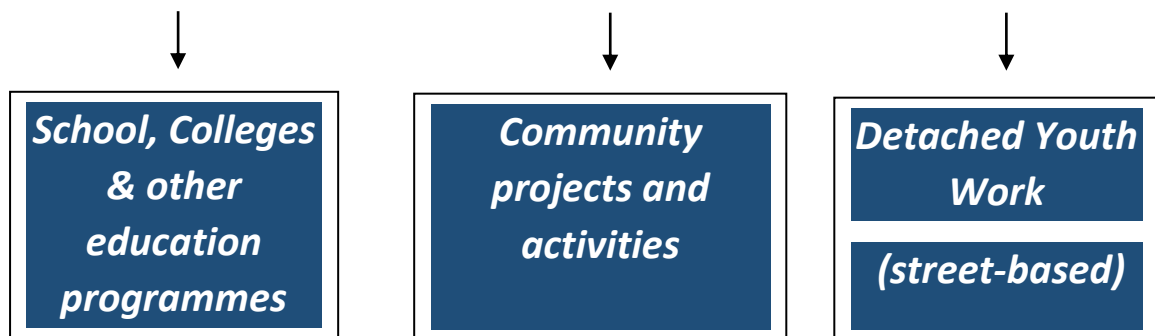 School, Colleges
& other
education
programmes
Community
projects and
activities
Detached Youth
Work
(street-based)